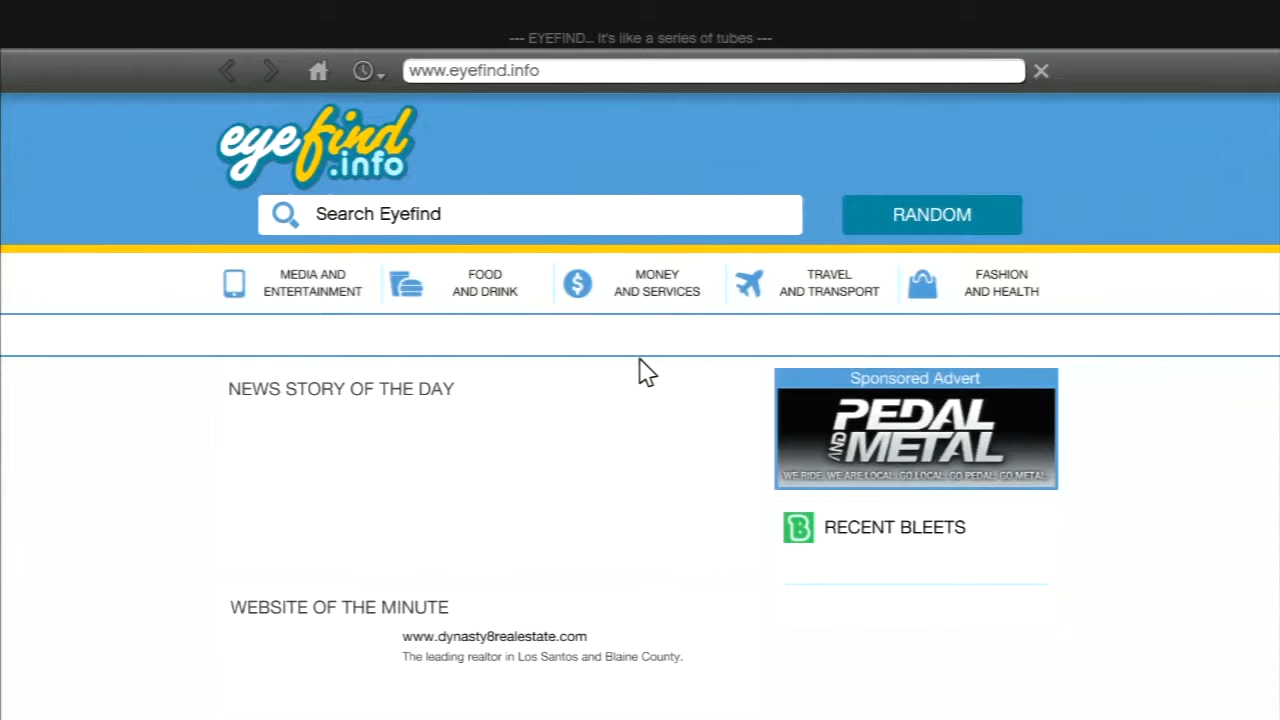 --- EYEFIND... It's like a series of tubes ---
www.eyefind.info
eyefind
.info
Search Eyefind
RANDOM
MEDIA AND
ENTERTAINMENT
FOOD
AND DRINK
MONEY
AND SERVICES
TRAVEL
AND TRANSPORT
FASHION
AND HEALTH
NEWS STORY OF THE DAY
Sponsored Advert
PEDAL
AND METAL
WE RIDE. WE ARE LOCAL. GO LOCAL. GO PEDAL. GO METAL.
B RECENT BLEETS
WEBSITE OF THE MINUTE
www.dynasty8realestate.com
The leading realtor in Los Santos and Blaine County.